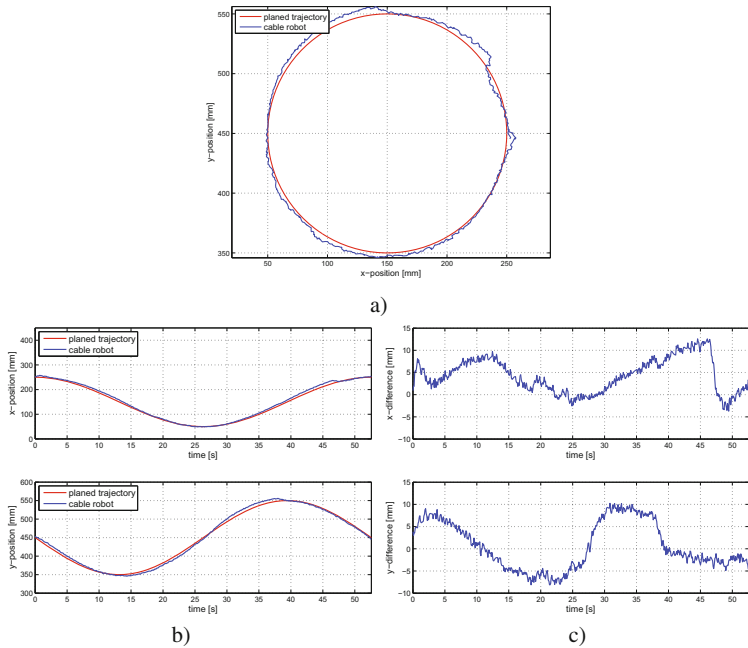 planed trajectory
cable robot
550
500
450
400
350
y−position [mm]
50 100 150 200 250
x−position [mm]
a)
planed trajectory
cable robot
400
300
200
100
0
x−position [mm]
0 5 10 15 20 25 30 35 40 45 50
time [s]
15
10
5
0
−5
−10
x−difference [mm]
0 5 10 15 20 25 30 35 40 45 50
time [s]
planed trajectory
cable robot
600
550
500
450
400
350
300
y−position [mm]
0 5 10 15 20 25 30 35 40 45 50
time [s]
15
10
5
0
−5
−10
y−difference [mm]
0 5 10 15 20 25 30 35 40 45 50
time [s]
b)
c)